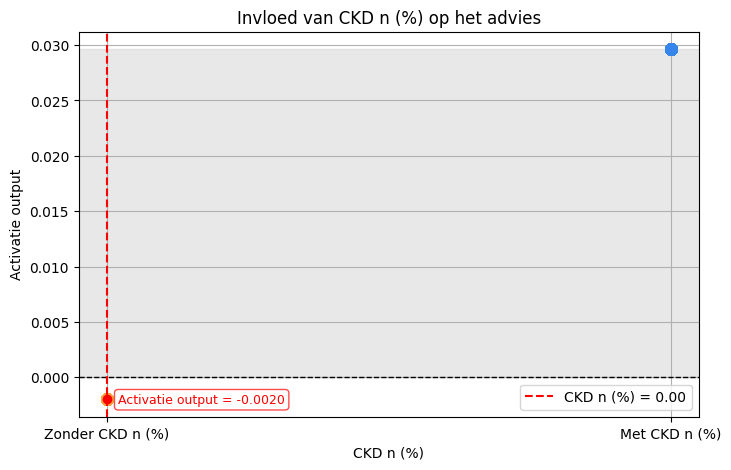 Invloed van CKD n (%) op het advies
Activatie output
0.030
0.025
0.020
0.015
0.010
0.005
0.000
Activatie output = -0.0020
CKD n (%) = 0.00
Zonder CKD n (%)
Met CKD n (%)
CKD n (%)